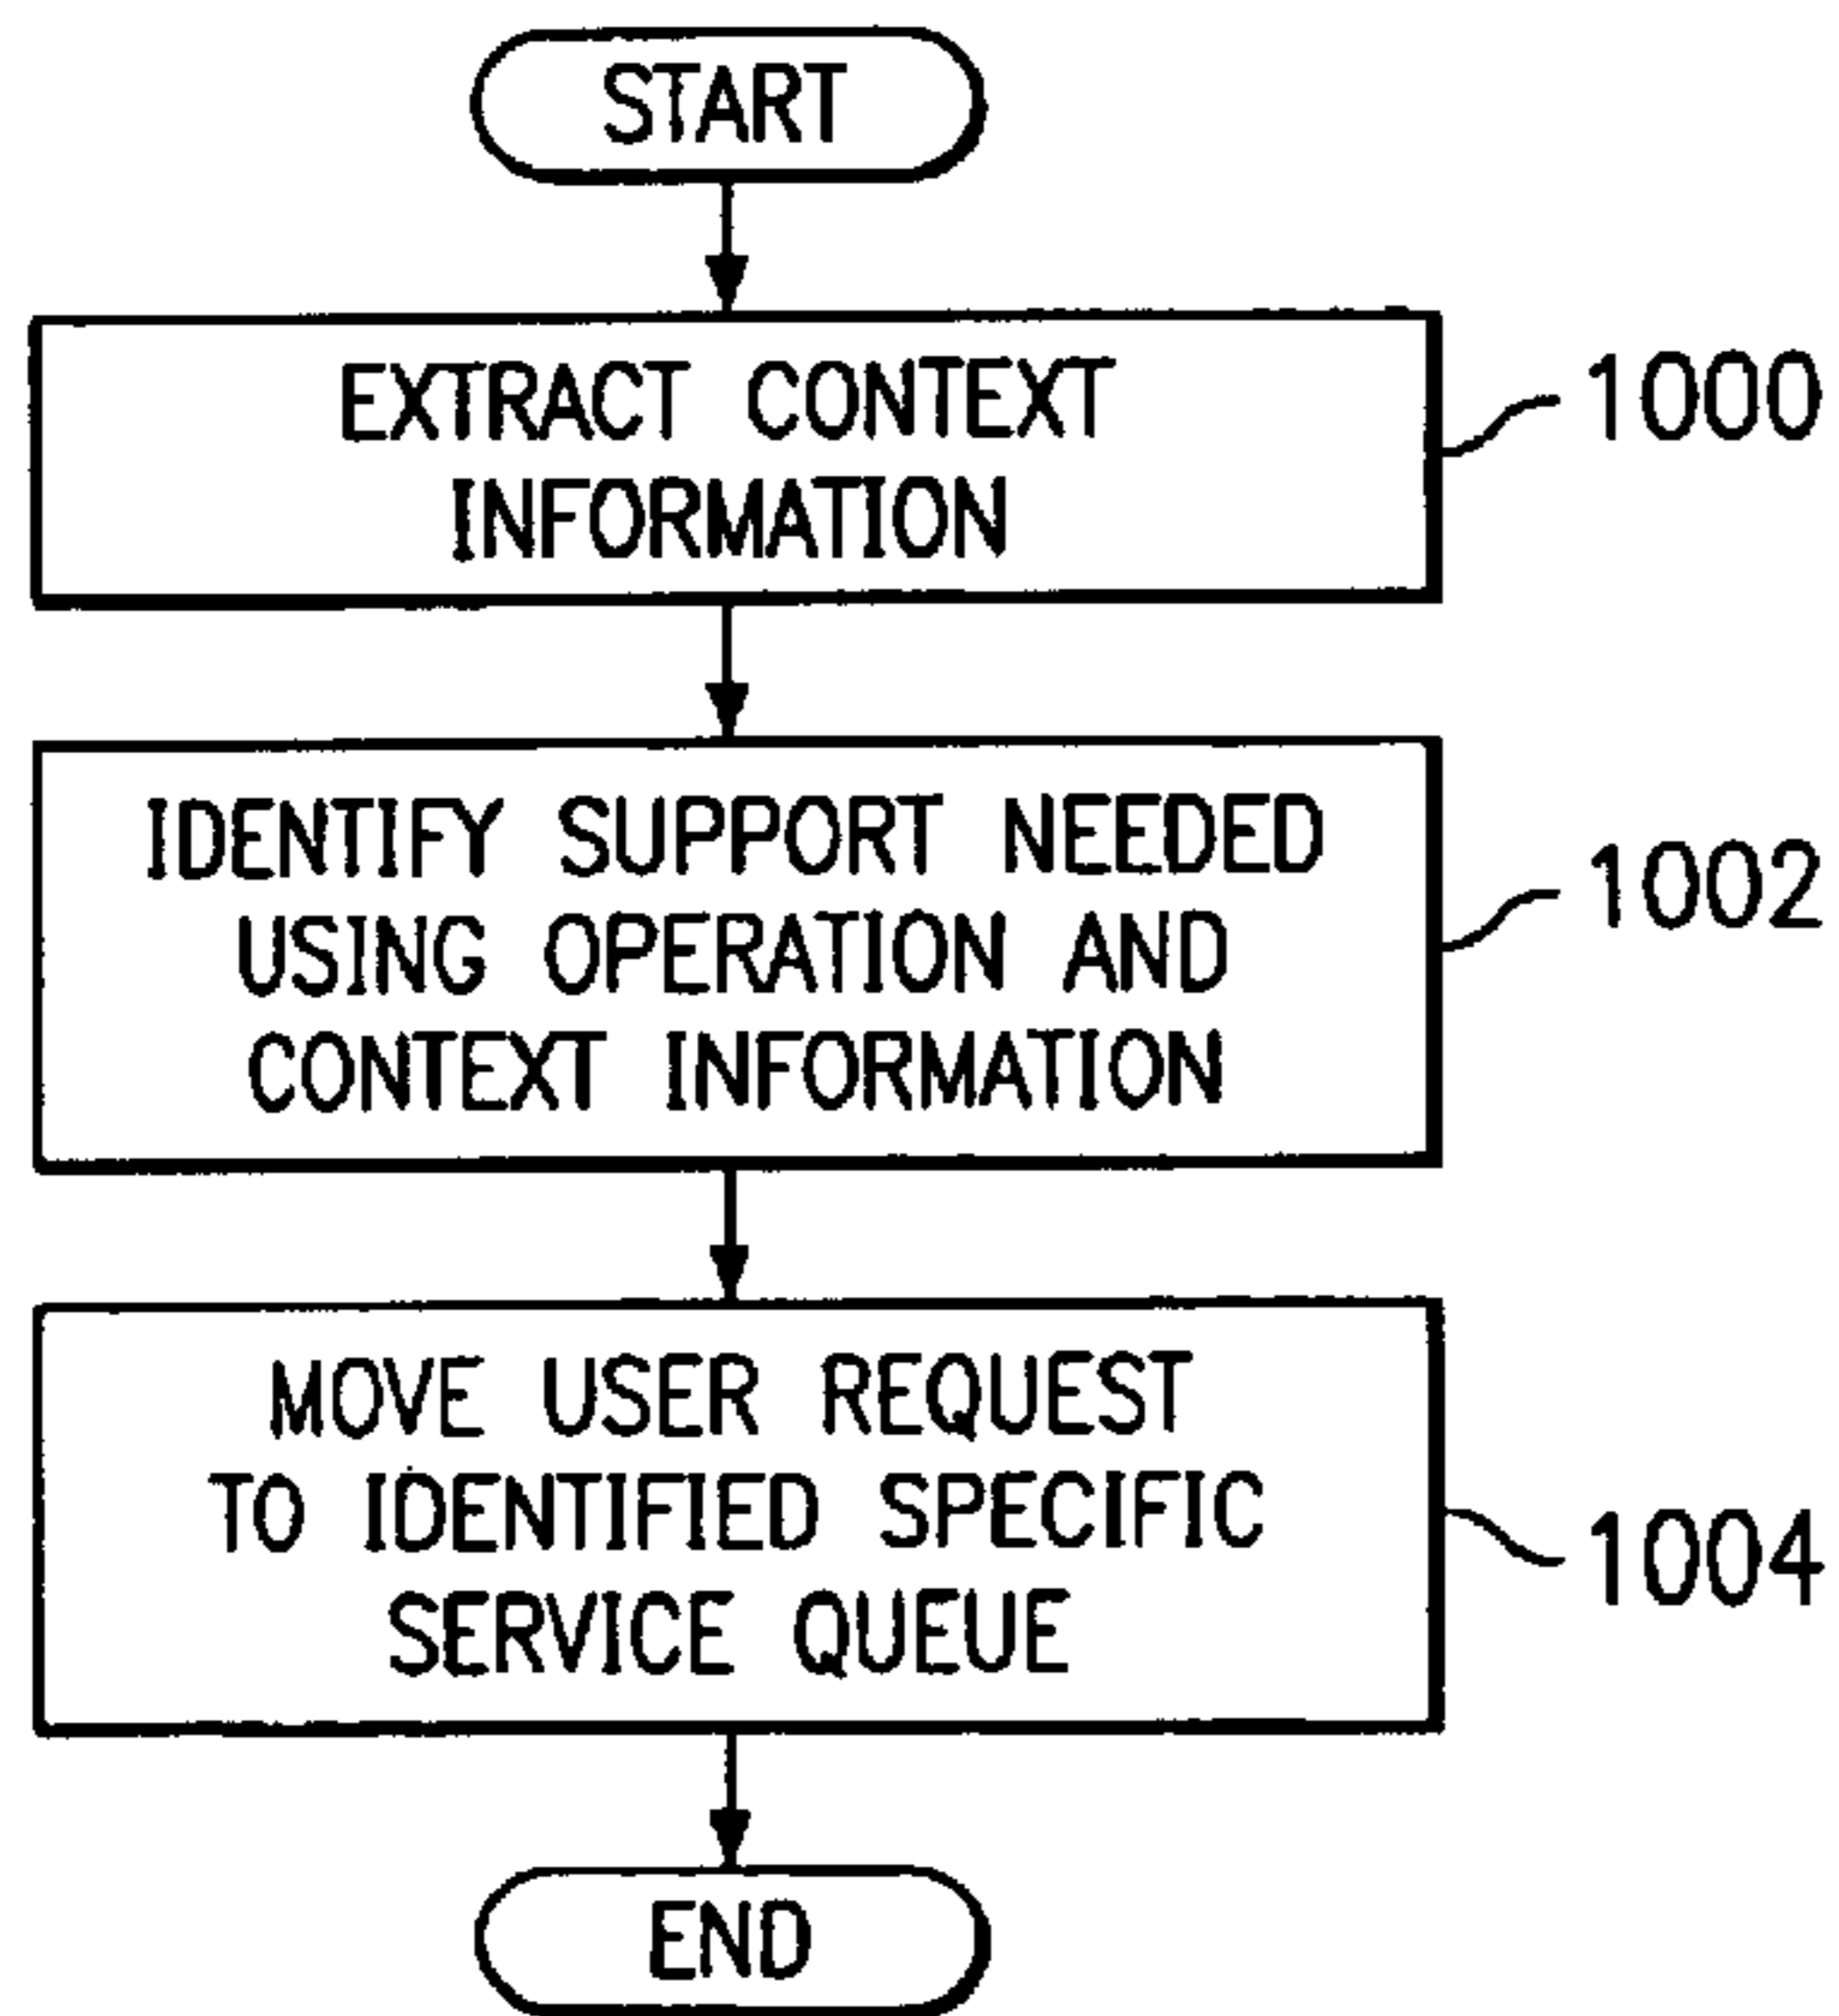 START
EXTRACT CONTEXT
INFORMATION
1000
IDENTIFY SUPPORT NEEDED
USING OPERATION AND
CONTEXT INFORMATION
1002
MOVE USER REQUEST
TO IDENTIFIED SPECIFIC
SERVICE QUEUE
1004
END